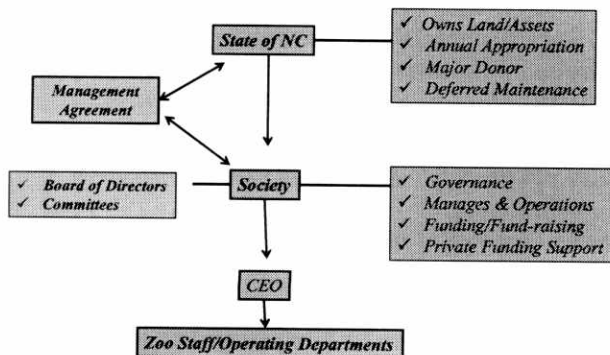 State of NC
✓ Owns Land/Assets
✓ Annual Appropriation
✓ Major Donor
✓ Deferred Maintenance
Management
Agreement
✓ Board of Directors
✓ Committees
Society
✓ Governance
✓ Manages & Operations
✓ Funding/Fund-raising
✓ Private Funding Support
CEO
Zoo Staff/Operating Departments